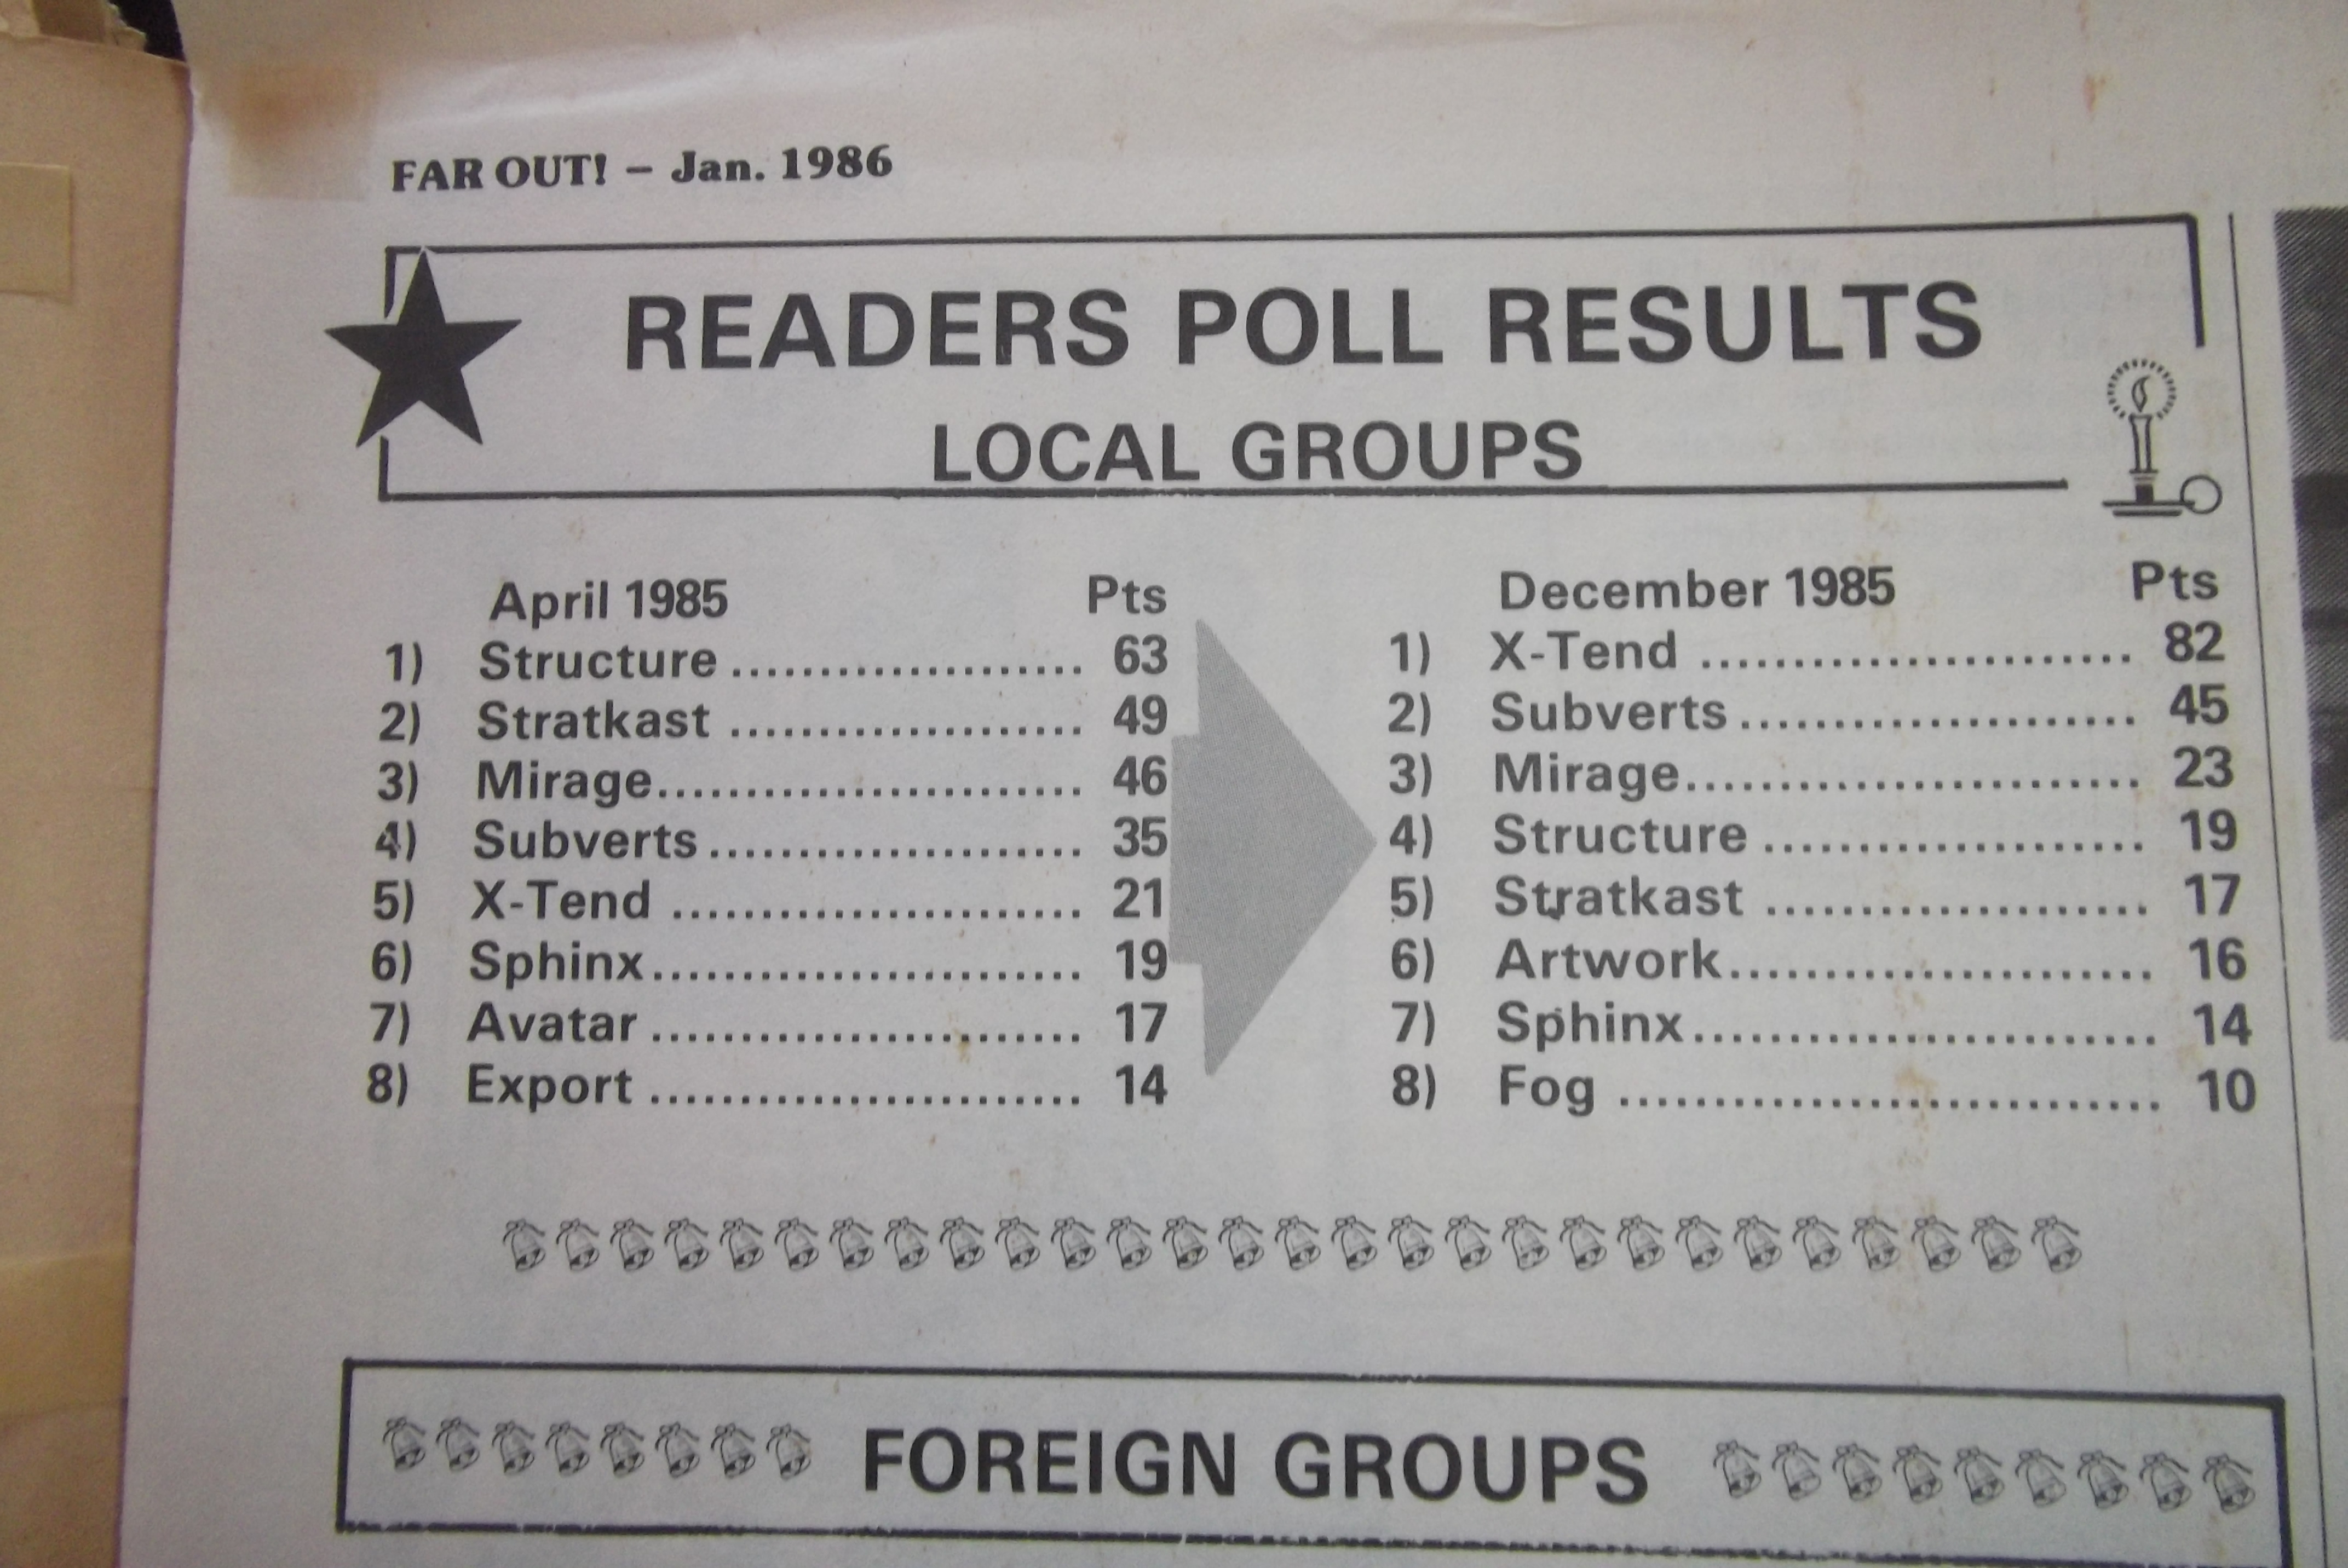 FAR OUT! – Jan. 1986
READERS POLL RESULTS
LOCAL GROUPS
April 1985 Pts
1) Structure .................... 63
2) Stratkast .................... 49
3) Mirage........................ 46
4) Subverts ..................... 35
5) X-Tend ....................... 21
6) Sphinx........................ 19
7) Avatar ........................ 17
8) Export ........................ 14
December 1985 Pts
1) X-Tend ........................ 82
2) Subverts ...................... 45
3) Mirage.......................... 23
4) Structure ..................... 19
5) Stratkast ..................... 17
6) Artwork........................ 16
7) Sphinx.......................... 14
8) Fog .............................. 10
FOREIGN GROUPS